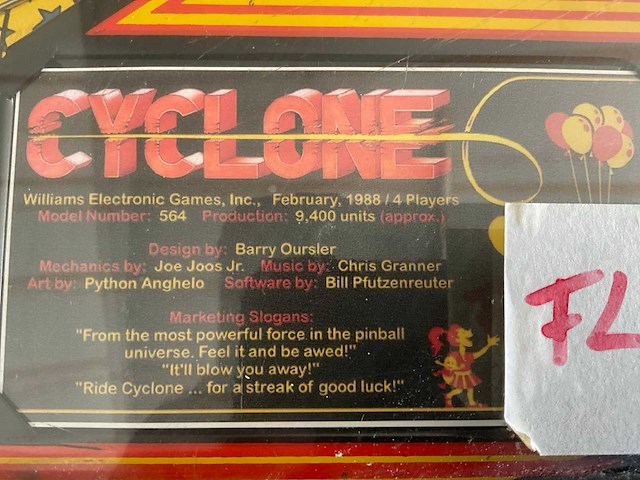 CYCLONE
Williams Electronic Games, Inc., February, 1988 / 4 Players
Model Number: 564 Production: 9,400 units (approx.)
Design by: Barry Oursler
Mechanics by: Joe Joos Jr. Music by: Chris Granner
Art by: Python Anghelo Software by: Bill Pfutzenreuter
Marketing Slogans:
"From the most powerful force in the pinball
universe. Feel it and be awed!"
"It'll blow you away!"
"Ride Cyclone ... for a streak of good luck!"
FL